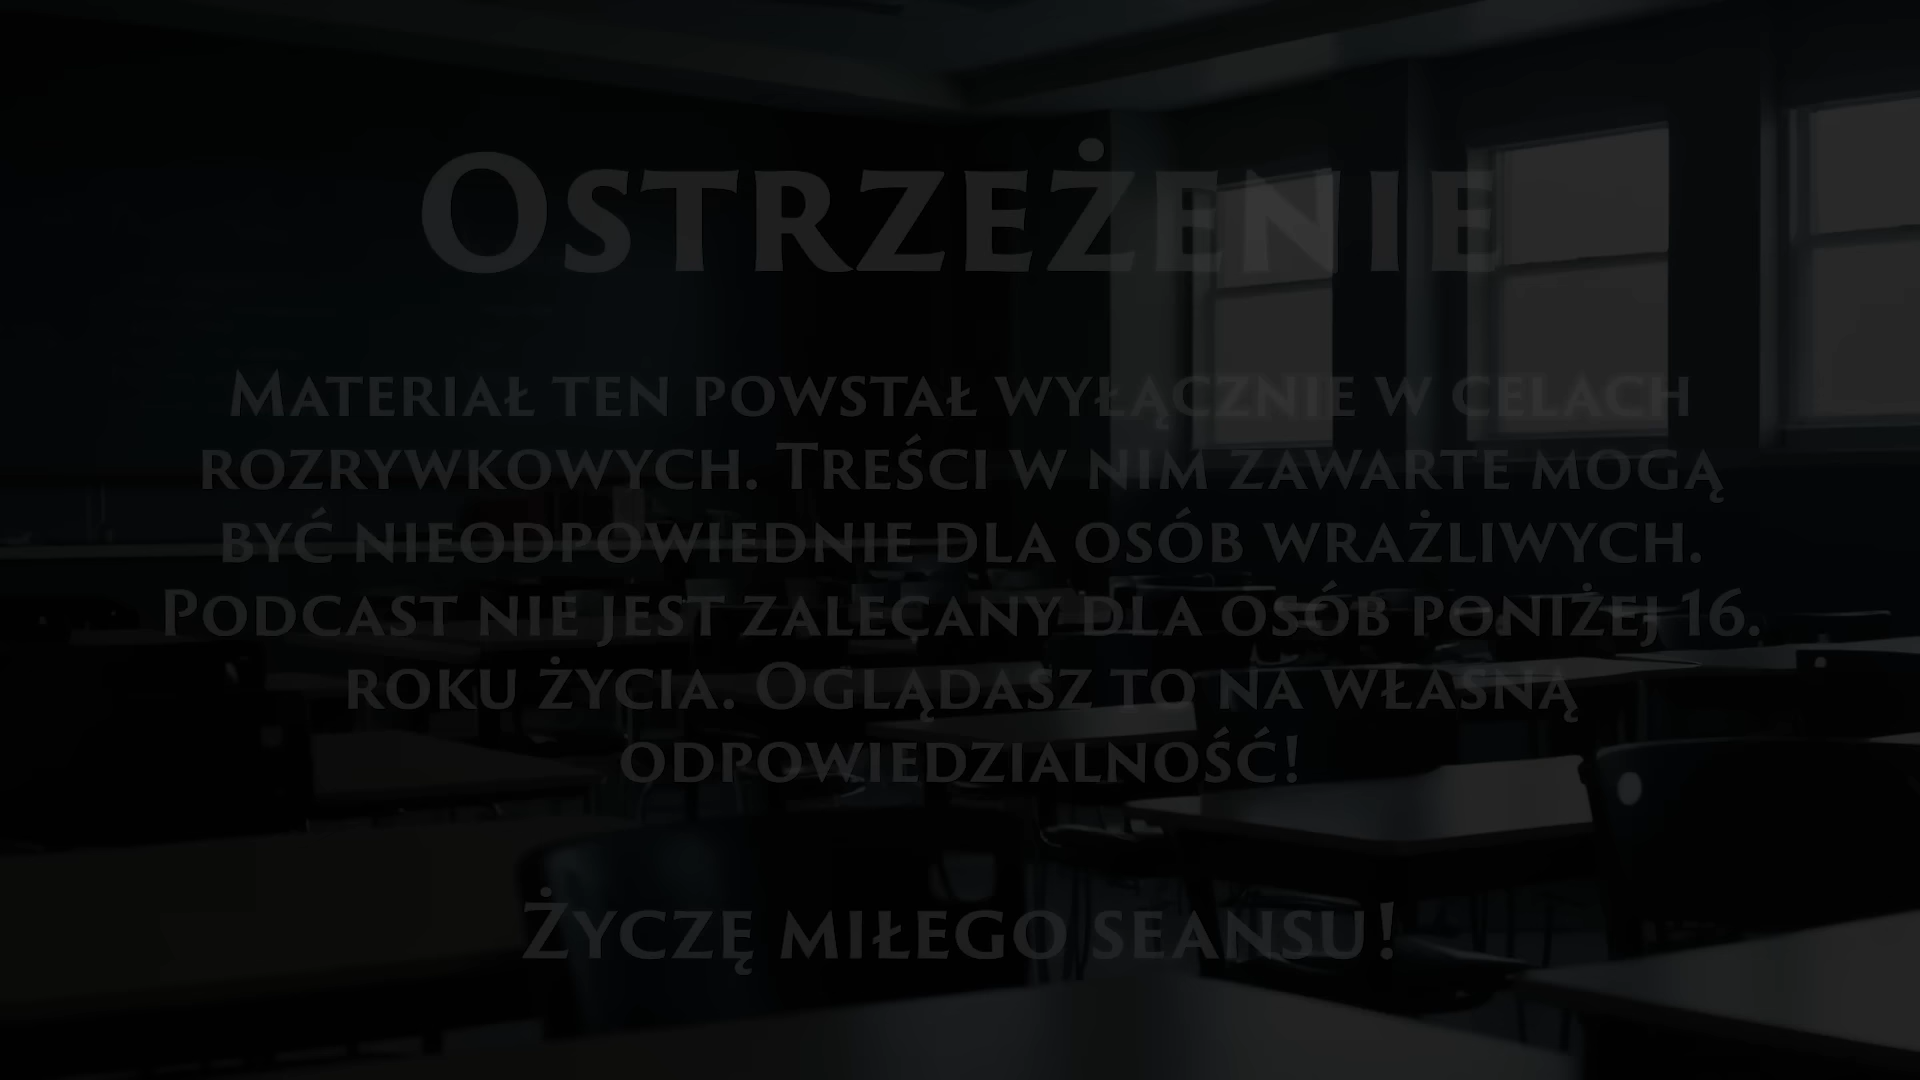 Ostrzeżenie
Materiał ten powstał wyłącznie w celach
rozrywkowych. Treści w nim zawarte mogą
być nieodpowiednie dla osób wrażliwych.
Podcast nie jest zalecany dla osób poniżej 16.
roku życia. Oglądasz to na własną
odpowiedzialność!
Życzę miłego seansu!